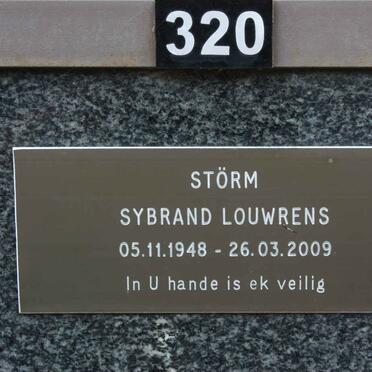 320
STÖRM
SYBRAND LOUWRENS
05.11.1948 - 26.03.2009
In U hande is ek veilig